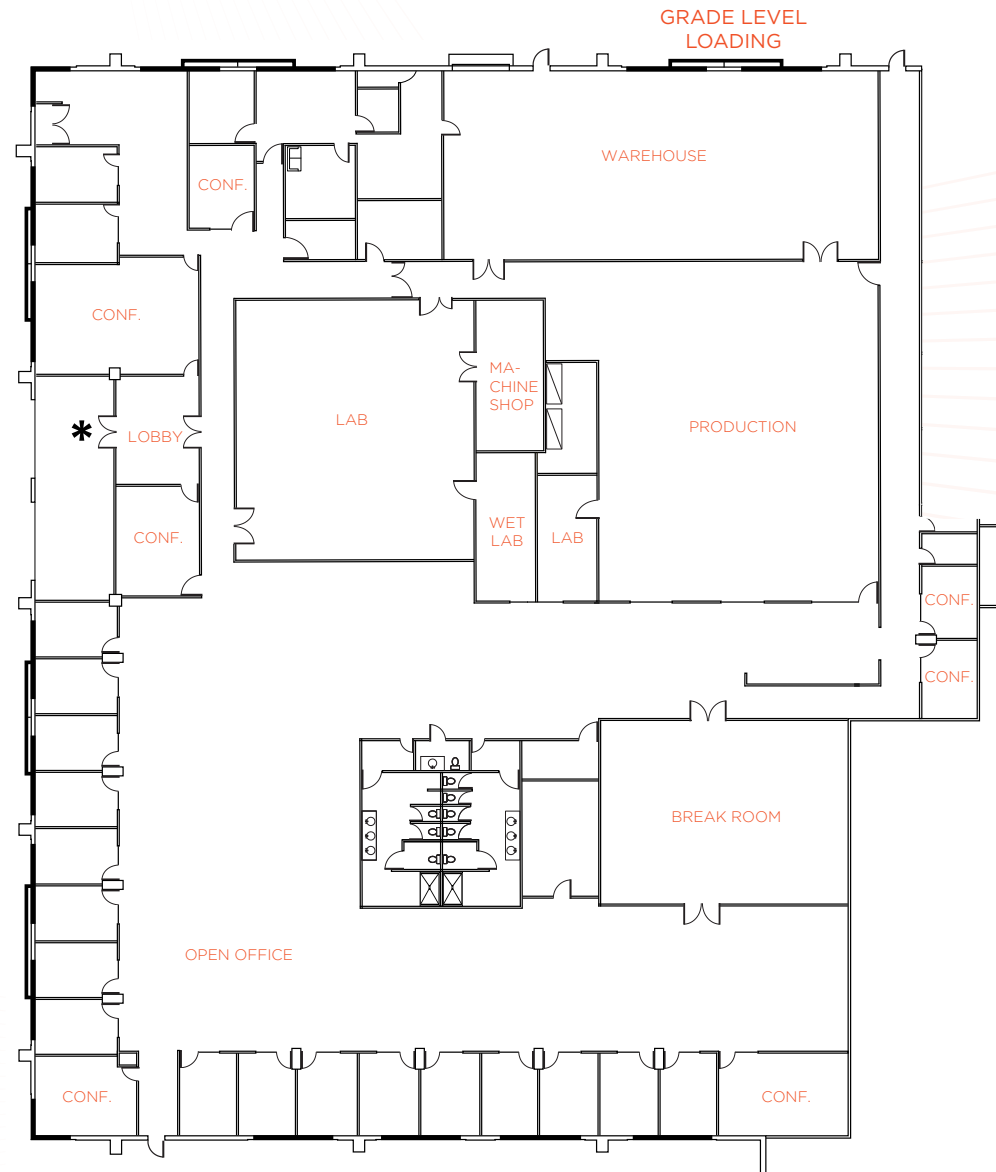 GRADE LEVEL
LOADING
WAREHOUSE
CONF.
CONF.
MA-
CHINE
SHOP
LAB
PRODUCTION
*
LOBBY
WET
LAB
CONF.
LAB
CONF.
CONF.
BREAK ROOM
OPEN OFFICE
CONF.
CONF.